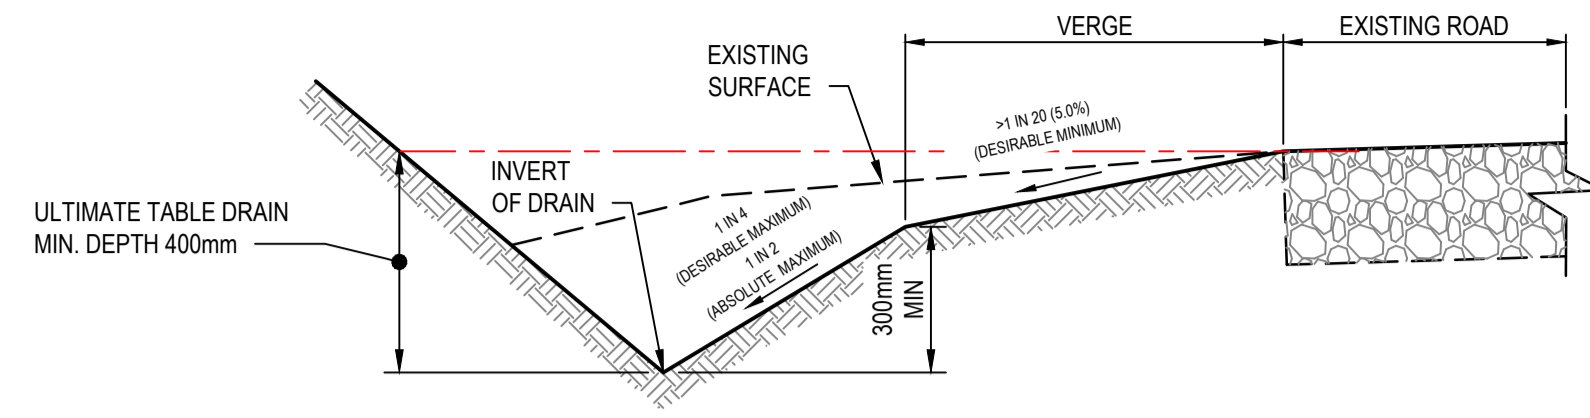 VERGE
EXISTING ROAD
EXISTING
SURFACE
>1 IN 20 (5.0%)
(DESIRABLE MINIMUM)
INVERT
OF DRAIN
ULTIMATE TABLE DRAIN
MIN. DEPTH 400mm
1 IN 4
(DESIRABLE MAXIMUM)
1 IN 2
(ABSOLUTE MAXIMUM)
300mm
MIN